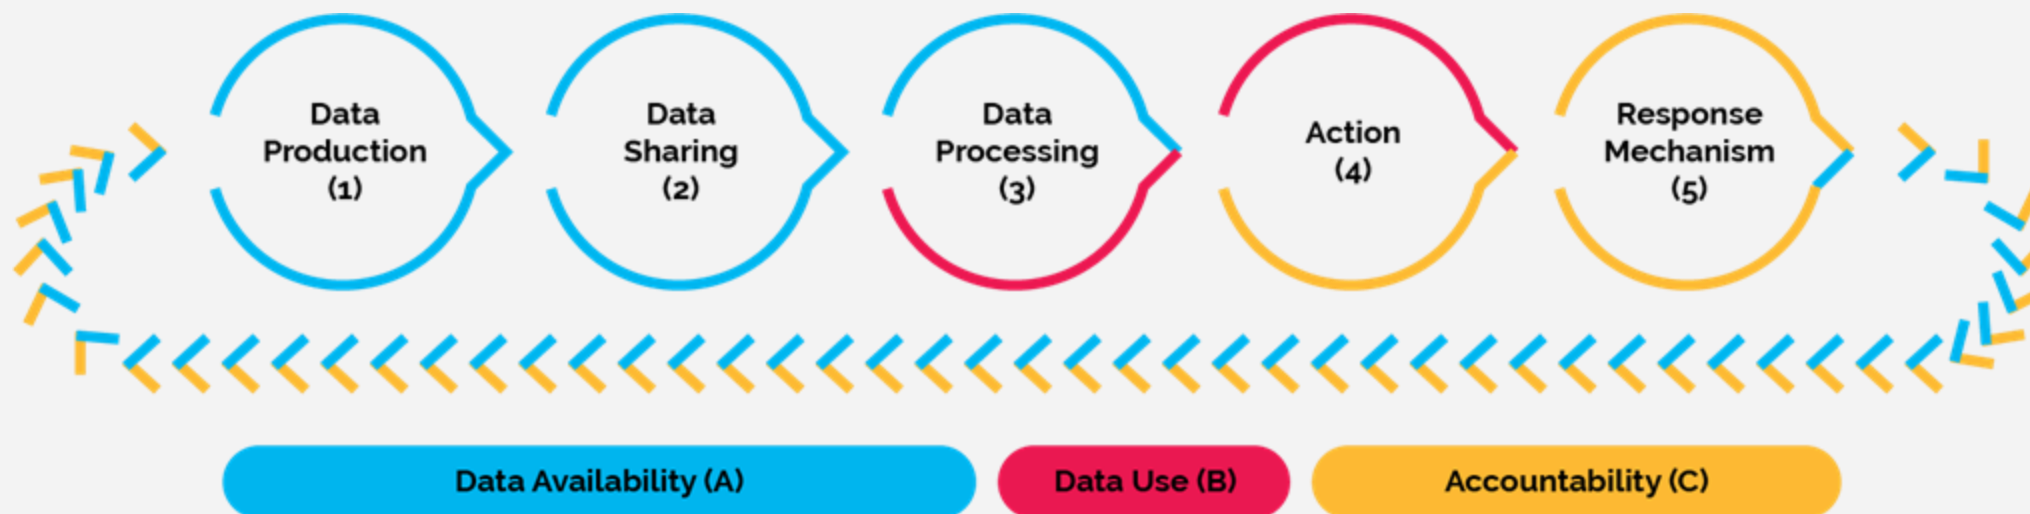 Data
Production
(1)
Data
Sharing
(2)
Data
Processing
(3)
Action
(4)
Response
Mechanism
(5)
Data Availability (A)
Data Use (B)
Accountability (C)